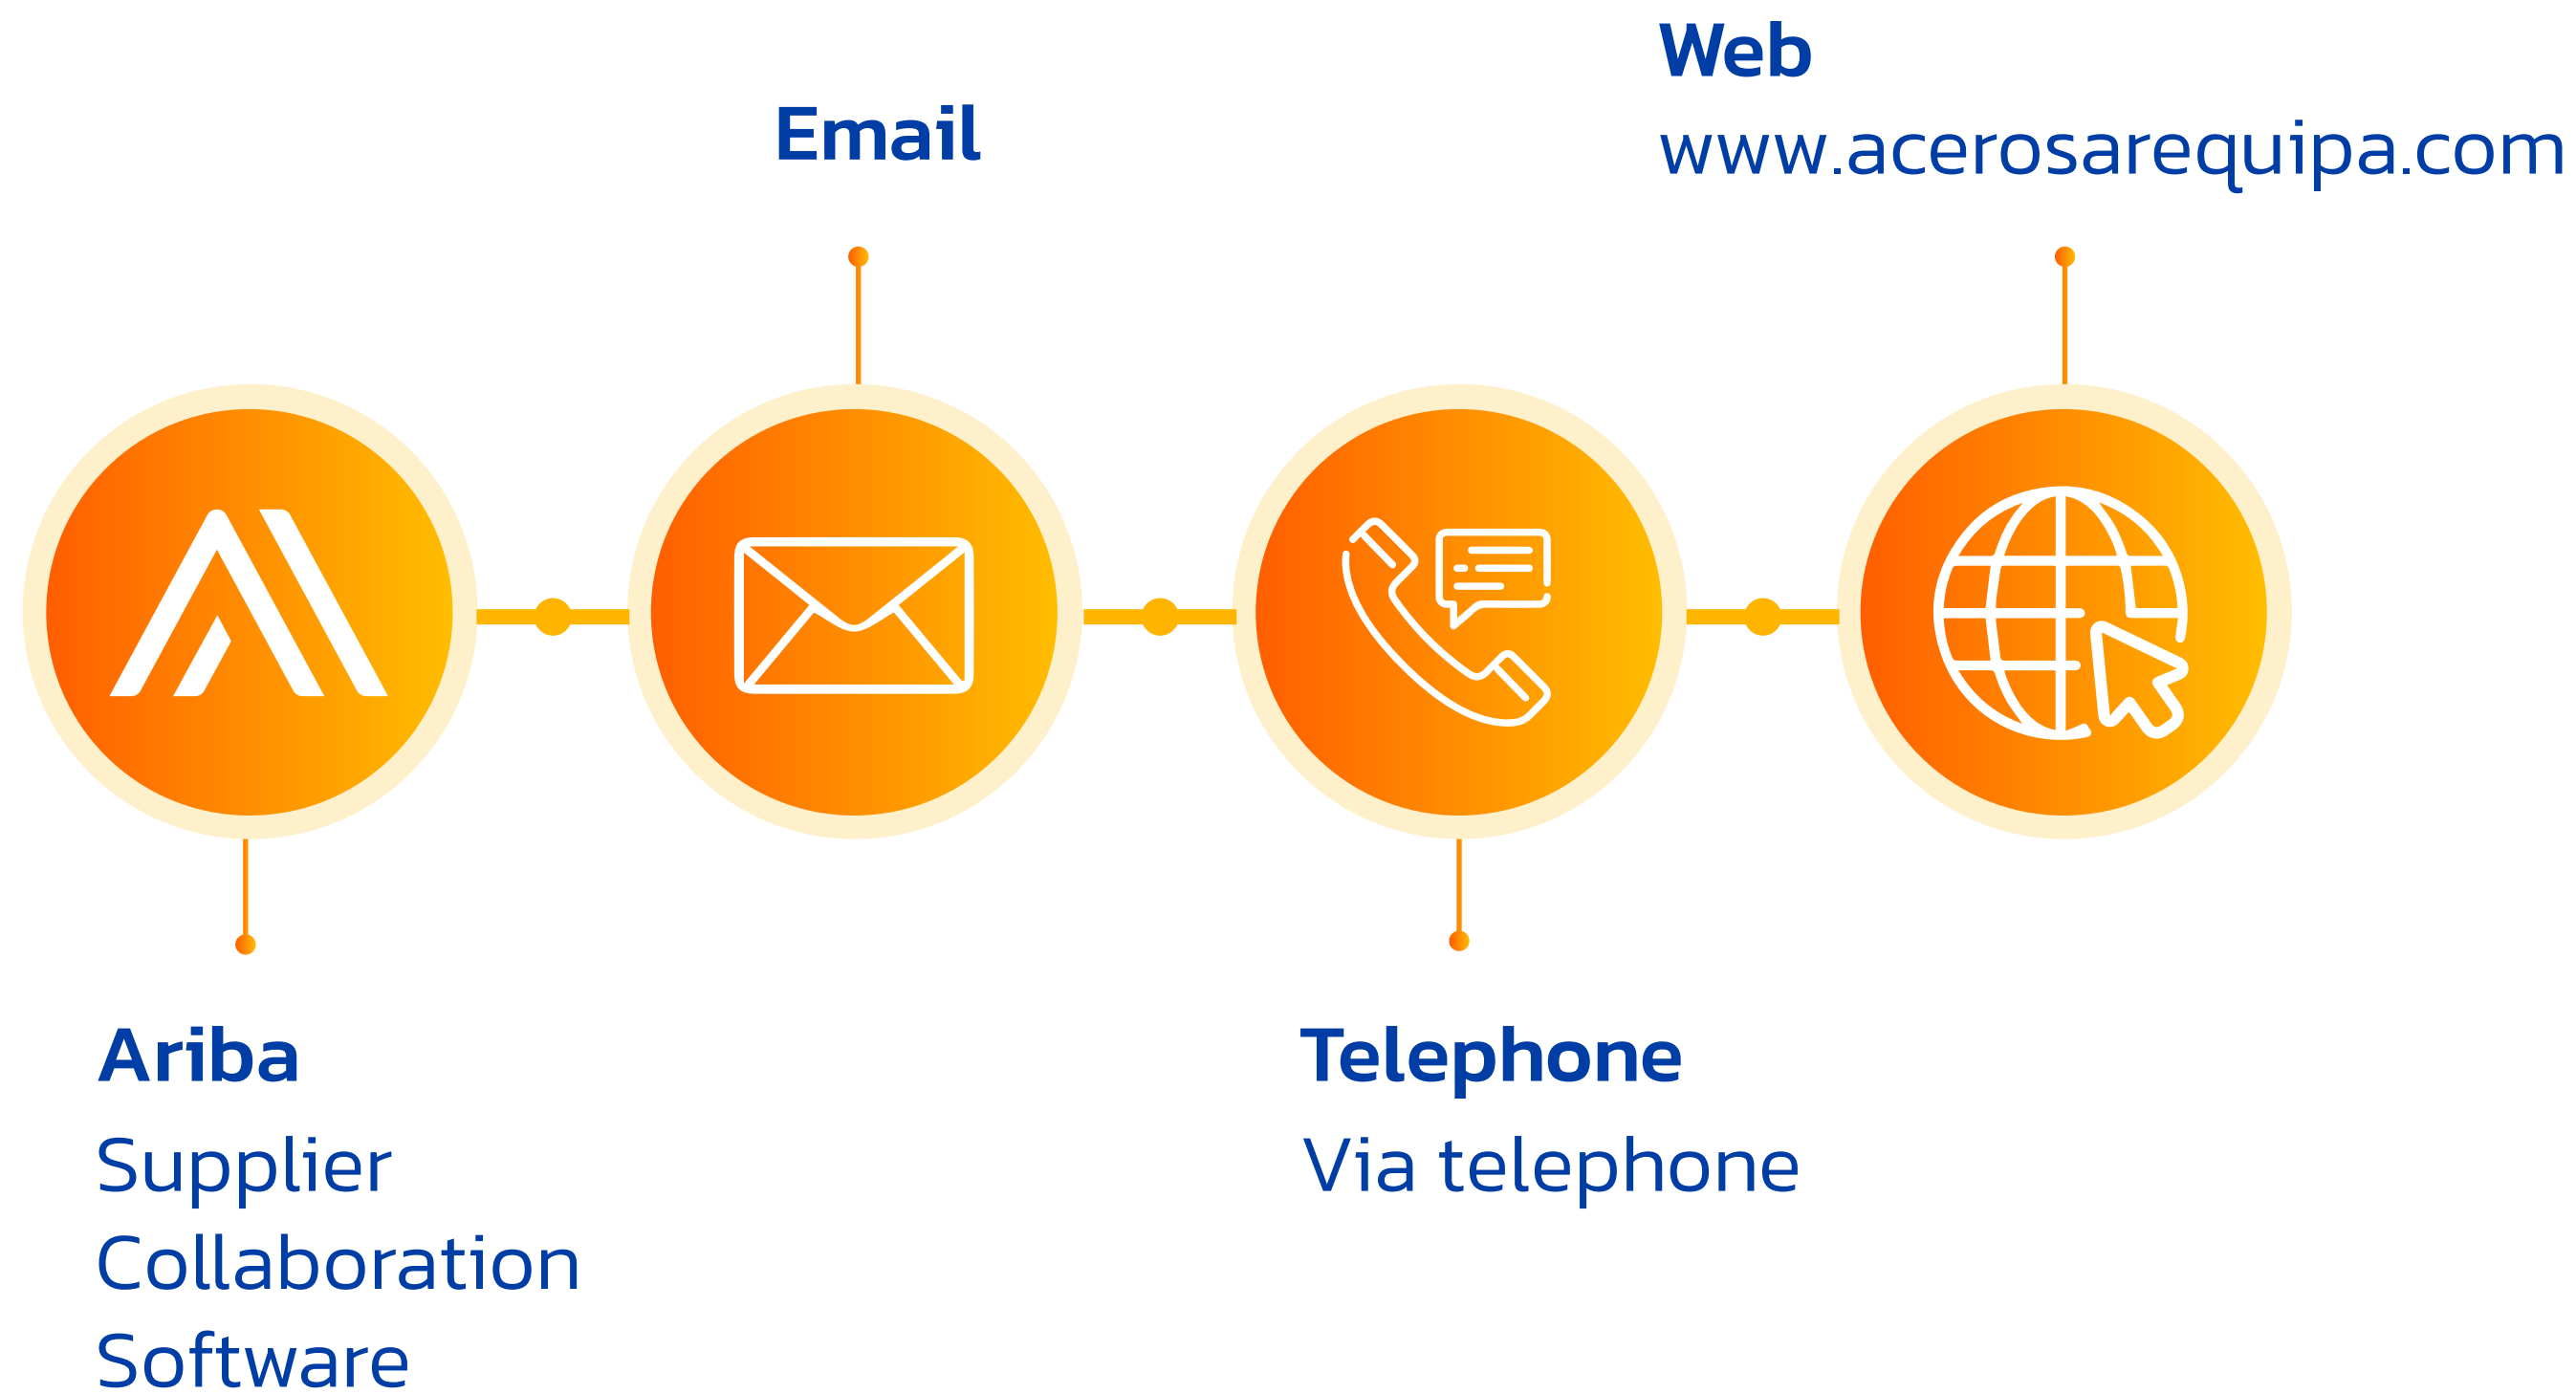 Ariba
Supplier
Collaboration
Software
Email
Telephone
Via telephone
Web
www.acerosarequipa.com